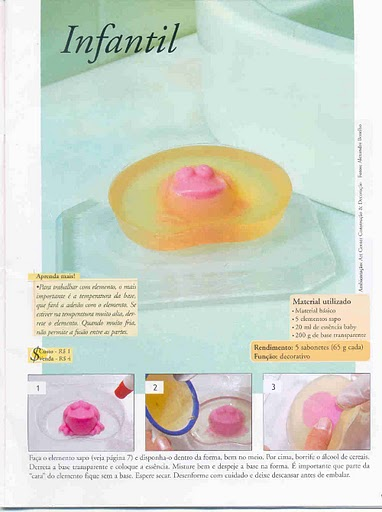 Infantil
Ambientação: Art Center Construção & Decoração Fotos: Alexandre
Aprenda mais!
•Para trabalhar com elemento, o mais
importante é a temperatura da base,
que fará a adesão com o elemento. Se
estiver na temperatura muito alta, der-
rete o elemento. Quando muito fria,
não permite a fusão entre as partes.
Custo - R$ 1
Venda - R$ 4
Material utilizado
• Material básico
• 5 elementos sapo
• 20 ml de essência baby
• 200 g de base transparente
Rendimento: 5 sabonetes (65 g cada)
Função: decorativo
1
2
3
Faça o elemento sapo (veja página 7) e disponha-o dentro da forma, bem no meio. Por cima, borrife o álcool de cereais.
Derreta a base transparente e coloque a essência. Misture bem e despeje a base na forma. É importante que parte da
"cara" do elemento fique sem a base. Espere secar. Desenforme com cuidado e deixe descansar antes de embalar.